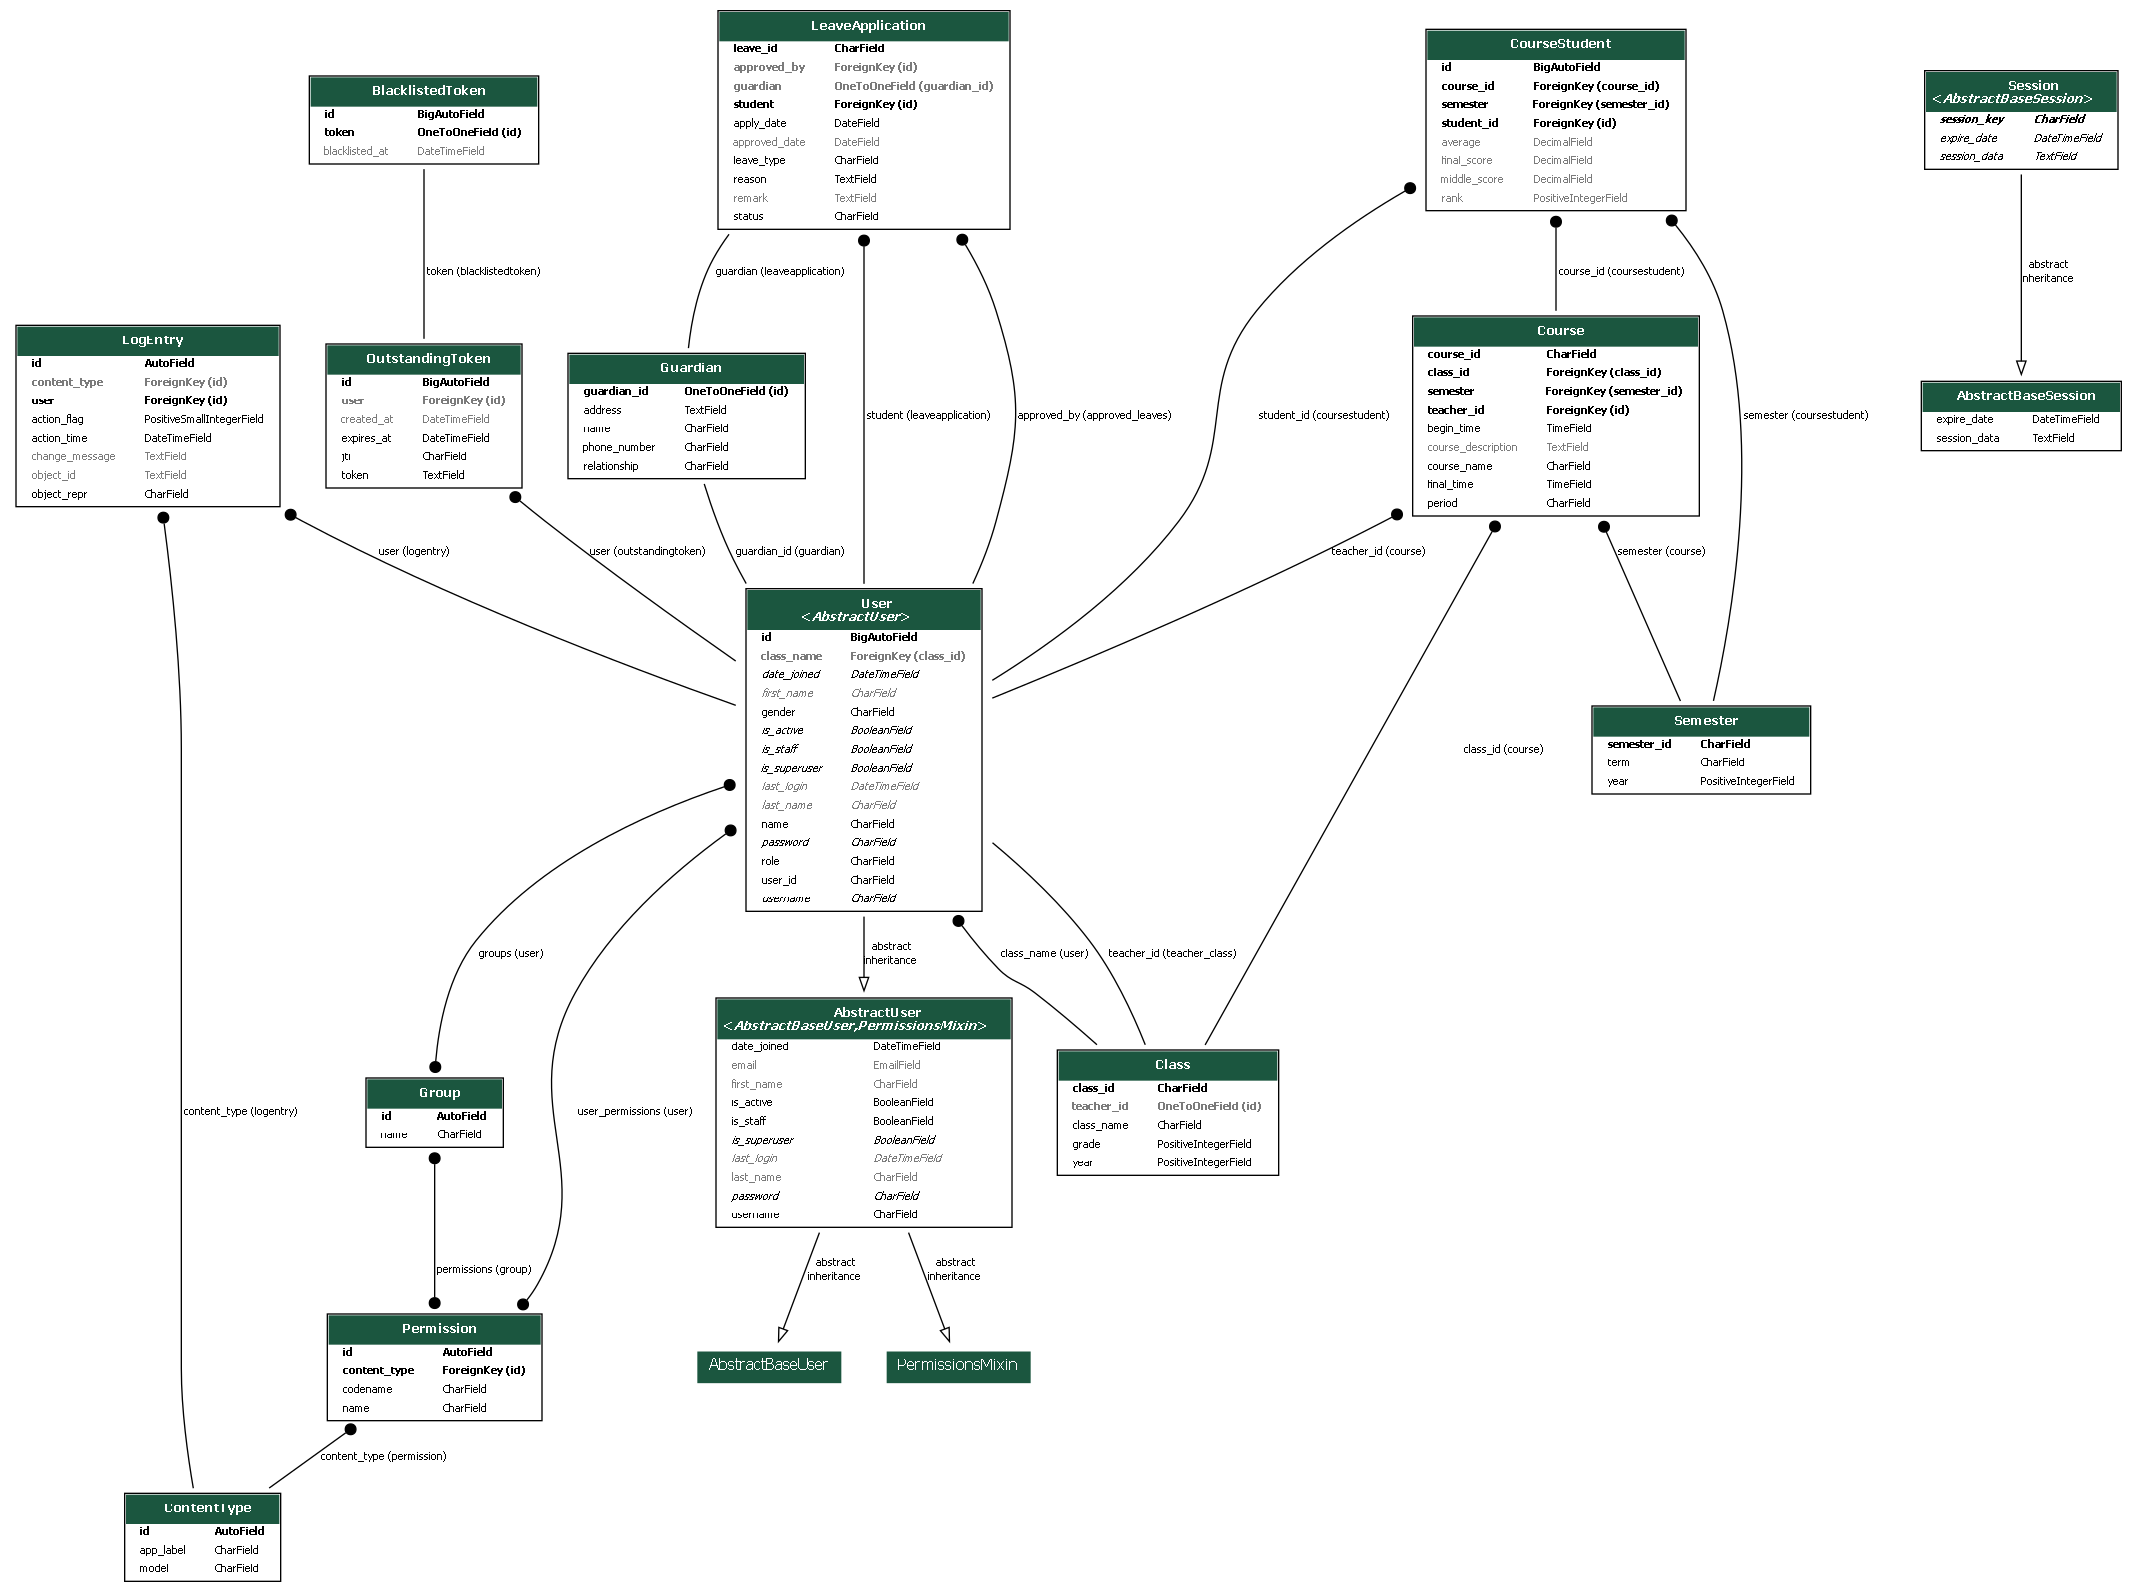 LeaveApplication
leave_id CharField
approved_by ForeignKey (id)
guardian OneToOneField (guardian_id)
student ForeignKey (id)
apply_date DateField
approved_date DateField
leave_type CharField
reason TextField
remark TextField
status CharField
CourseStudent
id BigAutoField
course_id ForeignKey (course_id)
semester ForeignKey (semester_id)
student_id ForeignKey (id)
average DecimalField
final_score DecimalField
middle_score DecimalField
rank PositiveIntegerField
Session
<AbstractBaseSession>
session_key CharField
expire_date DateTimeField
session_data TextField
BlacklistedToken
id BigAutoField
token OneToOneField (id)
blacklisted_at DateTimeField
token (blacklistedtoken)
guardian (leaveapplication)
course_id (coursestudent)
abstract
inheritance
LogEntry
id AutoField
content_type ForeignKey (id)
user ForeignKey (id)
action_flag PositiveSmallIntegerField
action_time DateTimeField
change_message TextField
object_id TextField
object_repr CharField
OutstandingToken
id BigAutoField
user ForeignKey (id)
created_at DateTimeField
expires_at DateTimeField
jti CharField
token TextField
Guardian
guardian_id OneToOneField (id)
address TextField
name CharField
phone_number CharField
relationship CharField
student (leaveapplication)
approved_by (approved_leaves)
student_id (coursestudent)
Course
course_id CharField
class_id ForeignKey (class_id)
semester ForeignKey (semester_id)
teacher_id ForeignKey (id)
begin_time TimeField
course_description TextField
course_name CharField
final_time TimeField
period CharField
semester (coursestudent)
AbstractBaseSession
expire_date DateTimeField
session_data TextField
user (logentry)
user (outstandingtoken)
guardian_id (guardian)
teacher_id (course)
semester (course)
User
<AbstractUser>
id BigAutoField
class_name ForeignKey (class_id)
date_joined DateTimeField
first_name CharField
gender CharField
is_active BooleanField
is_staff BooleanField
is_superuser BooleanField
last_login DateTimeField
last_name CharField
name CharField
password CharField
role CharField
user_id CharField
username CharField
class_id (course)
Semester
semester_id CharField
term CharField
year PositiveIntegerField
groups (user)
abstract
inheritance
class_name (user)
teacher_id (teacher_class)
AbstractUser
<AbstractBaseUser,PermissionsMixin>
date_joined DateTimeField
email EmailField
first_name CharField
is_active BooleanField
is_staff BooleanField
is_superuser BooleanField
last_login DateTimeField
last_name CharField
password CharField
username CharField
Class
class_id CharField
teacher_id OneToOneField (id)
class_name CharField
grade PositiveIntegerField
year PositiveIntegerField
Group
id AutoField
name CharField
content_type (logentry)
user_permissions (user)
permissions (group)
abstract
inheritance
abstract
inheritance
Permission
id AutoField
content_type ForeignKey (id)
codename CharField
name CharField
AbstractBaseUser
PermissionsMixin
content_type (permission)
ContentType
id AutoField
app_label CharField
model CharField